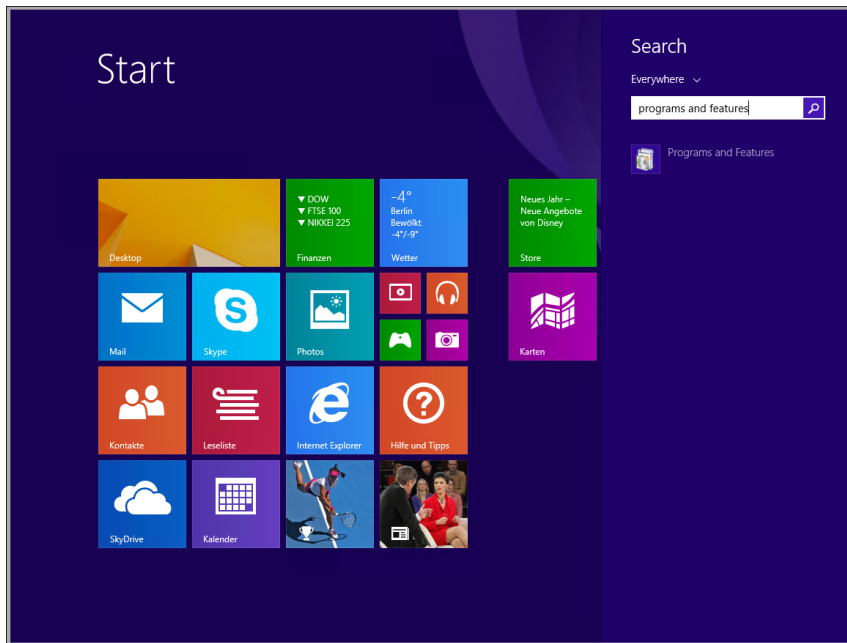 Start
Search
Everywhere
programs and features
Programs and Features
Desktop
▼ DOW
▼ FTSE 100
▼ NIKKEI 225
Finanzen
-4°
Berlin
Bewölkt
-4°/-9°
Wetter
Neues Jahr –
Neue Angebote
von Disney
Store
Mail
Skype
Photos
Karten
Kontakte
Leseliste
Internet Explorer
Hilfe und Tipps
SkyDrive
Kalender